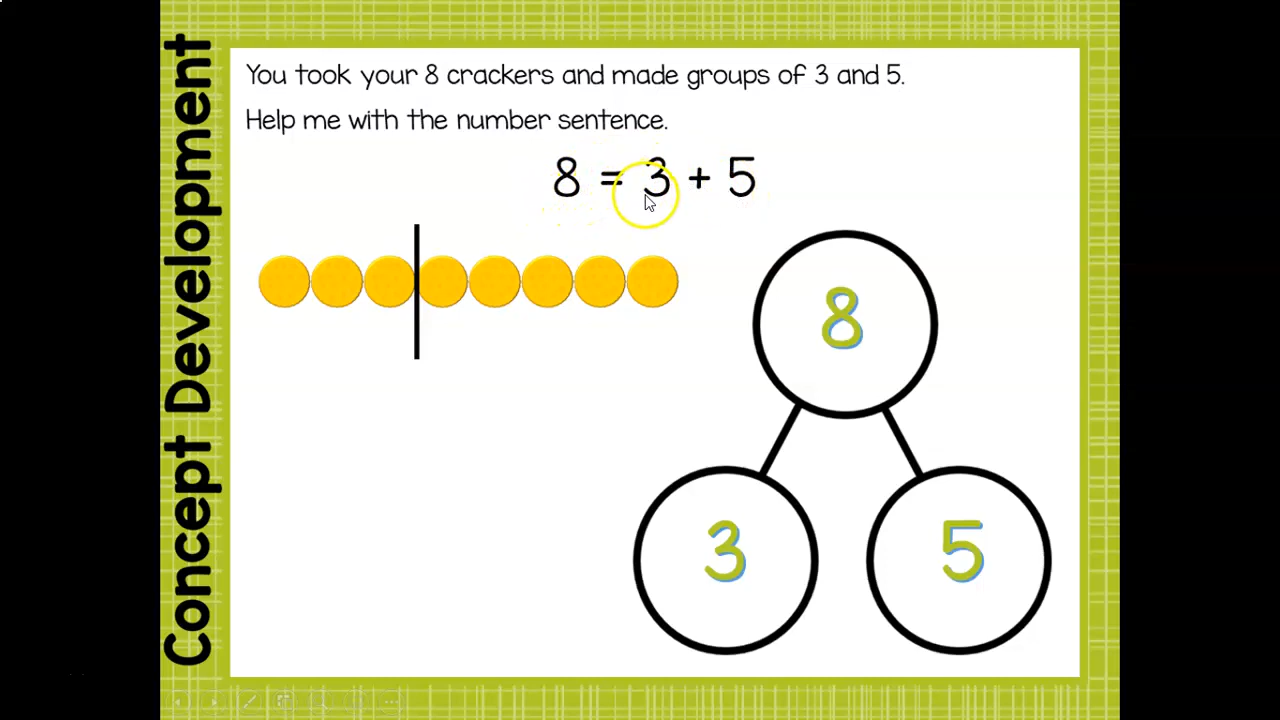 Concept Development
You took your 8 crackers and made groups of 3 and 5.
Help me with the number sentence.
8 = 3 + 5
8
3 5